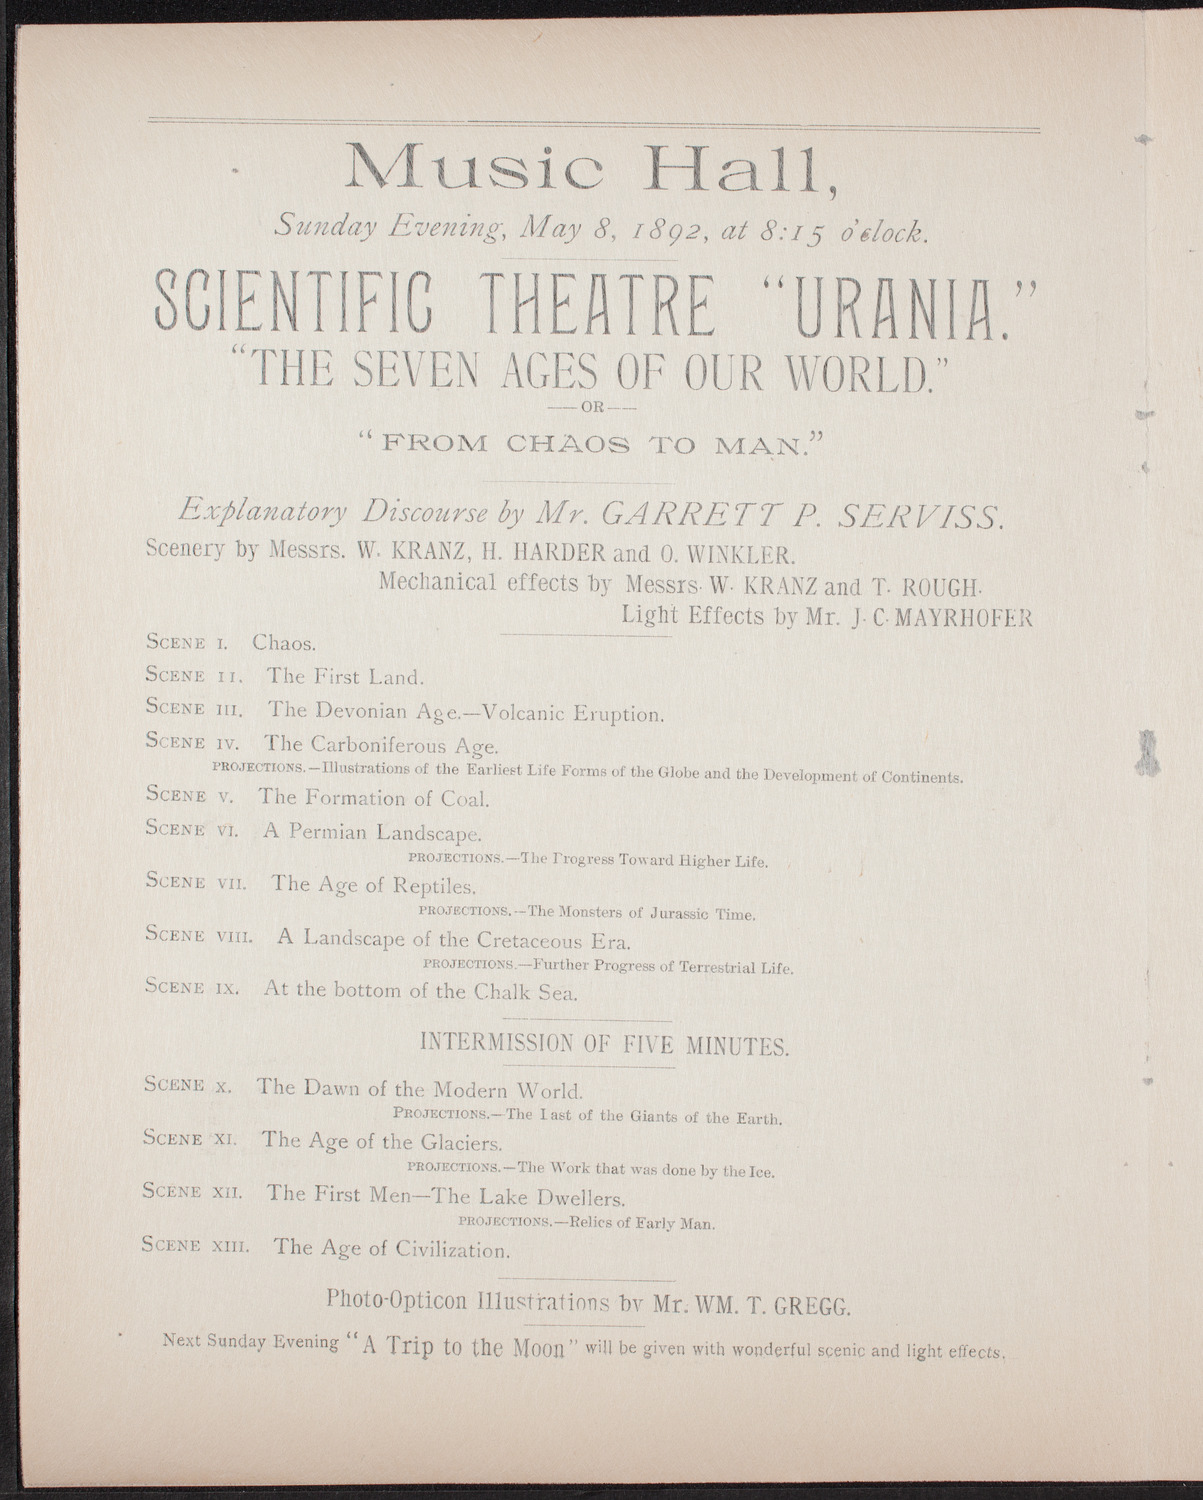 Music Hall,
Sunday Evening, May 8, 1892, at 8:15 o'clock.
SCIENTIFIC THEATRE "URANIA."
"THE SEVEN AGES OF OUR WORLD."
—OR—
"FROM CHAOS TO MAN."
Explanatory Discourse by Mr. GARRETT P. SERVISS.
Scenery by Messrs. W. KRANZ, H. HARDER and O. WINKLER.
Mechanical effects by Messrs. W. KRANZ and T. ROUGH.
Light Effects by Mr. J. C. MAYRHOFER
SCENE I. Chaos.
SCENE II. The First Land.
SCENE III. The Devonian Age.—Volcanic Eruption.
SCENE IV. The Carboniferous Age.
PROJECTIONS.—Illustrations of the Earliest Life Forms of the Globe and the Development of Continents.
SCENE V. The Formation of Coal.
SCENE VI. A Permian Landscape.
PROJECTIONS.—The Progress Toward Higher Life.
SCENE VII. The Age of Reptiles.
PROJECTIONS.—The Monsters of Jurassic Time.
SCENE VIII. A Landscape of the Cretaceous Era.
PROJECTIONS.—Further Progress of Terrestrial Life.
SCENE IX. At the bottom of the Chalk Sea.
INTERMISSION OF FIVE MINUTES.
SCENE X. The Dawn of the Modern World.
PROJECTIONS.—The Last of the Giants of the Earth.
SCENE XI. The Age of the Glaciers.
PROJECTIONS.—The Work that was done by the Ice.
SCENE XII. The First Men—The Lake Dwellers.
PROJECTIONS.—Relics of Early Man.
SCENE XIII. The Age of Civilization.
Photo-Opticon Illustrations by Mr. WM. T. GREGG.
Next Sunday Evening "A Trip to the Moon" will be given with wonderful scenic and light effects.